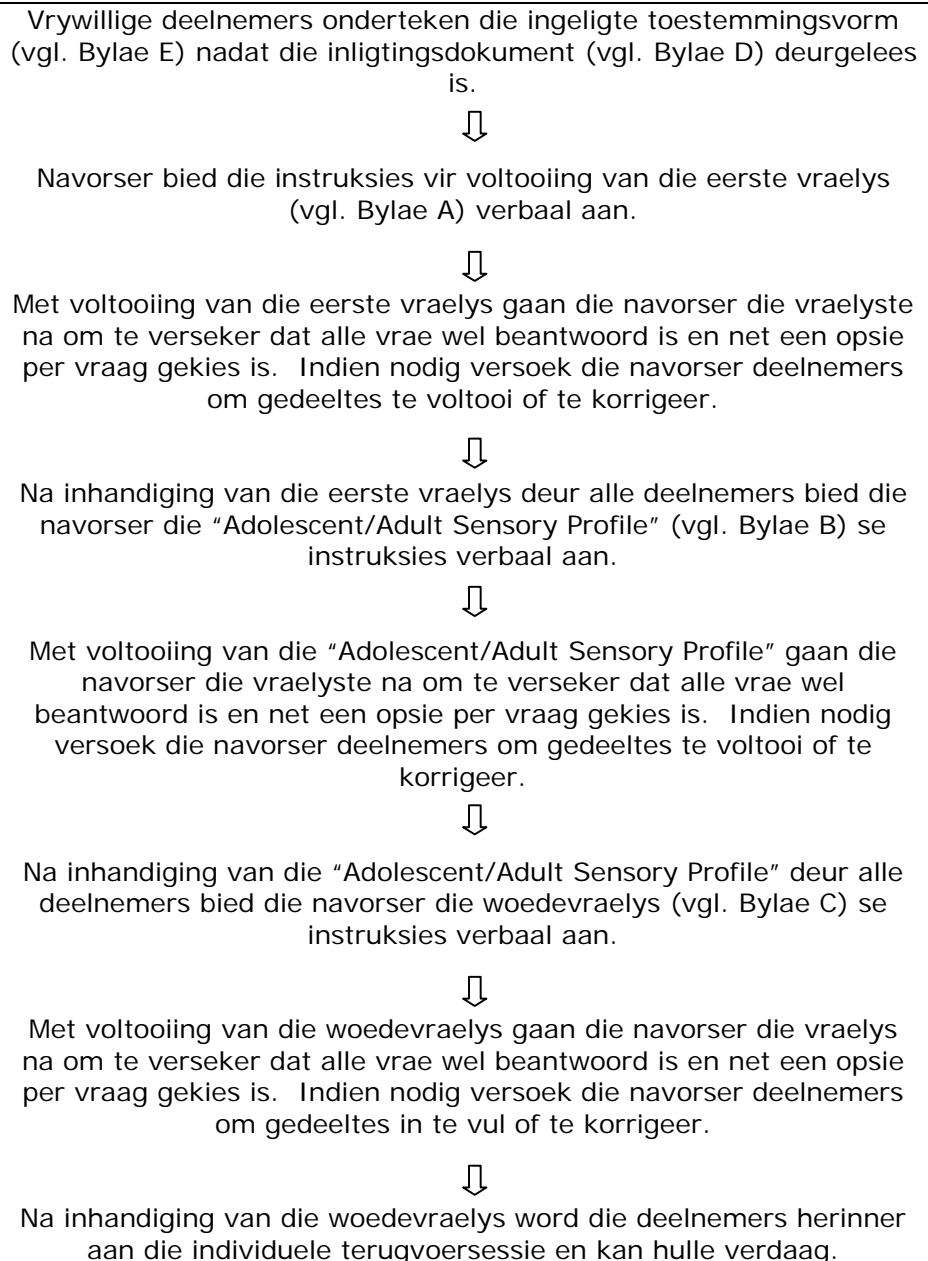 Vrywillige deelnemers onderteken die ingeligte toestemmingsvorm
(vgl. Bylae E) nadat die inligtingsdokument (vgl. Bylae D) deurgelees
is.
⇩
Navorser bied die instruksies vir voltooiing van die eerste vraelys
(vgl. Bylae A) verbaal aan.
⇩
Met voltooiing van die eerste vraelys gaan die navorser die vraelyste
na om te verseker dat alle vrae wel beantwoord is en net een opsie
per vraag gekies is. Indien nodig versoek die navorser deelnemers
om gedeeltes te voltooi of te korrigeer.
⇩
Na inhandiging van die eerste vraelys deur alle deelnemers bied die
navorser die “Adolescent/Adult Sensory Profile” (vgl. Bylae B) se
instruksies verbaal aan.
⇩
Met voltooiing van die “Adolescent/Adult Sensory Profile” gaan die
navorser die vraelyste na om te verseker dat alle vrae wel
beantwoord is en net een opsie per vraag gekies is. Indien nodig
versoek die navorser deelnemers om gedeeltes te voltooi of te
korrigeer.
⇩
Na inhandiging van die “Adolescent/Adult Sensory Profile” deur alle
deelnemers bied die navorser die woedevraelys (vgl. Bylae C) se
instruksies verbaal aan.
⇩
Met voltooiing van die woedevraelys gaan die navorser die vraelys
na om te verseker dat alle vrae wel beantwoord is en net een opsie
per vraag gekies is. Indien nodig versoek die navorser deelnemers
om gedeeltes in te vul of te korrigeer.
⇩
Na inhandiging van die woedevraelys word die deelnemers herinner
aan die individuele terugvoersessie en kan hulle verdaag.